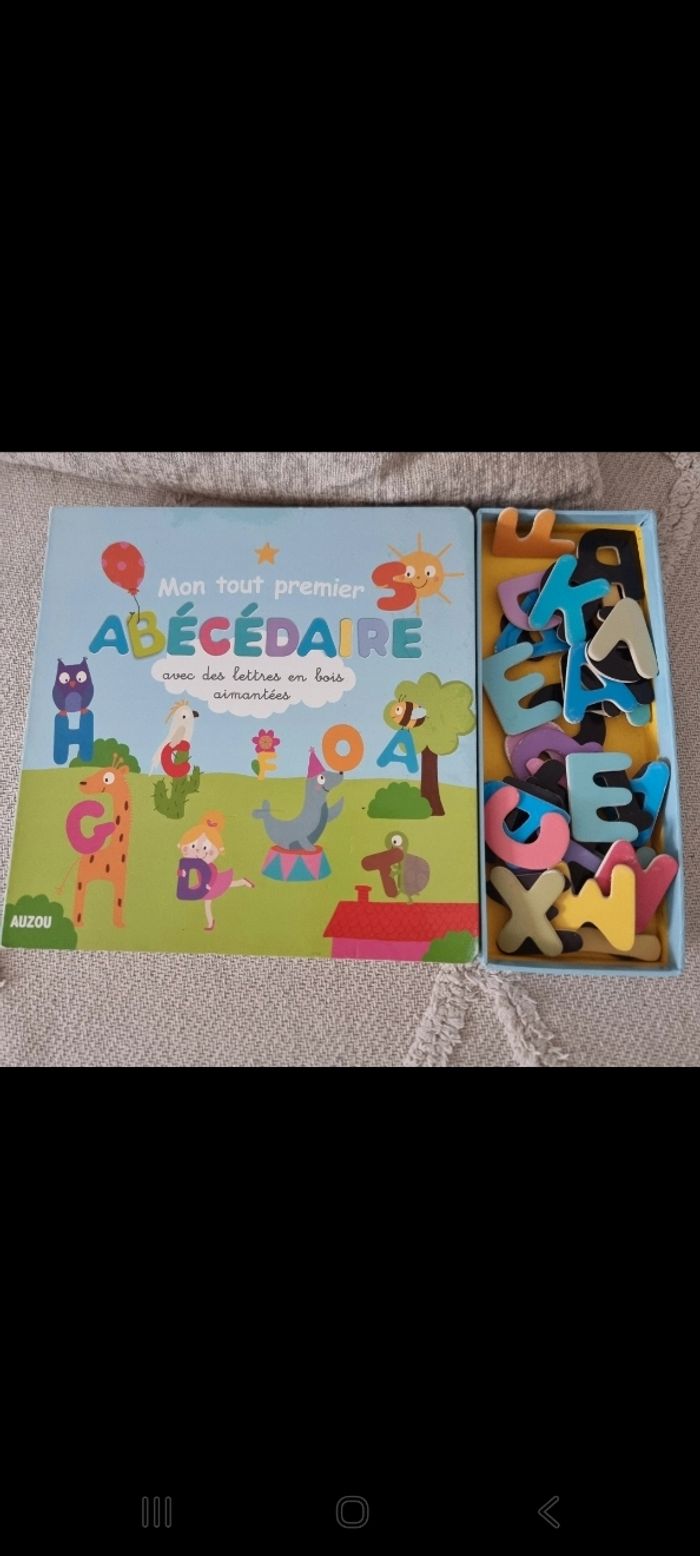 Mon tout premier
S
ABÉCÉDAIRE
avec des lettres en bois
aimantées
H C F O A
G
D T
AUZOU
F
K
E A
E
C
X